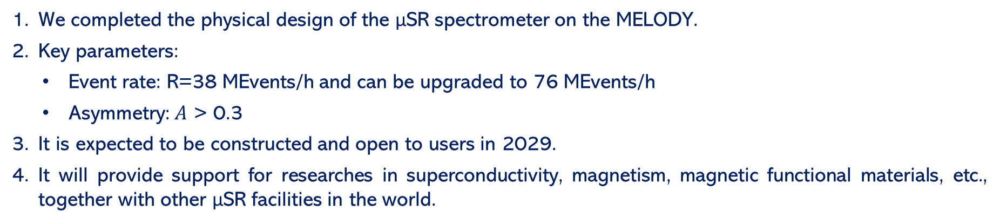 1. We completed the physical design of the μSR spectrometer on the MELODY.
2. Key parameters:
• Event rate: R=38 MEvents/h and can be upgraded to 76 MEvents/h
• Asymmetry: A > 0.3
3. It is expected to be constructed and open to users in 2029.
4. It will provide support for researches in superconductivity, magnetism, magnetic functional materials, etc.,
together with other μSR facilities in the world.